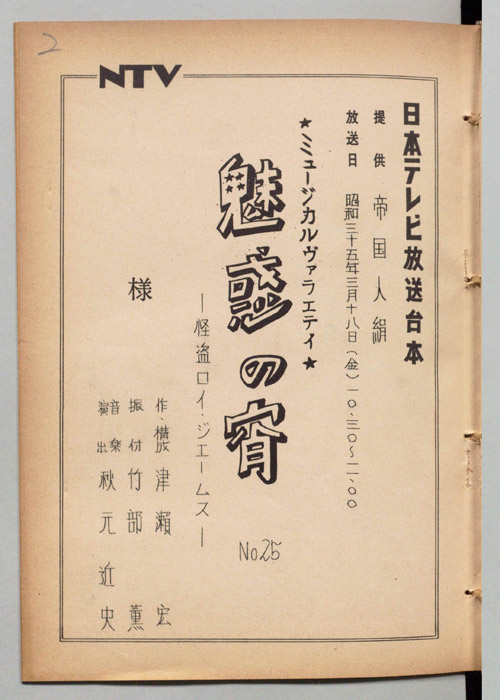 2
NTV
日本テレビ放送台本
提供 帝国人絹
放送日 昭和三十五年三月十八日(金)一〇.三〇~一一.〇〇
★ミュージカルヴァラエティ★
魅惑の宵
―怪盗ロイ・ジェームス―
No25
様
作・構成 津瀬 宏
振付 竹部 薫
音楽
演出 秋元近史